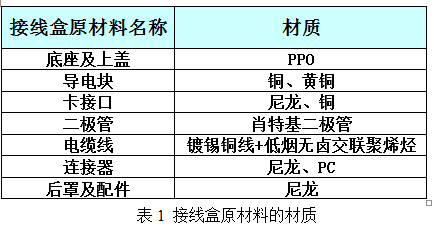 接线盒原材料名称 材质
底座及上盖 PPO
导电块 铜、黄铜
卡接口 尼龙、铜
二极管 肖特基二极管
电缆线 镀锡铜线+低烟无卤交联聚烯烃
连接器 尼龙、PC
后罩及配件 尼龙
表 1 接线盒原材料的材质